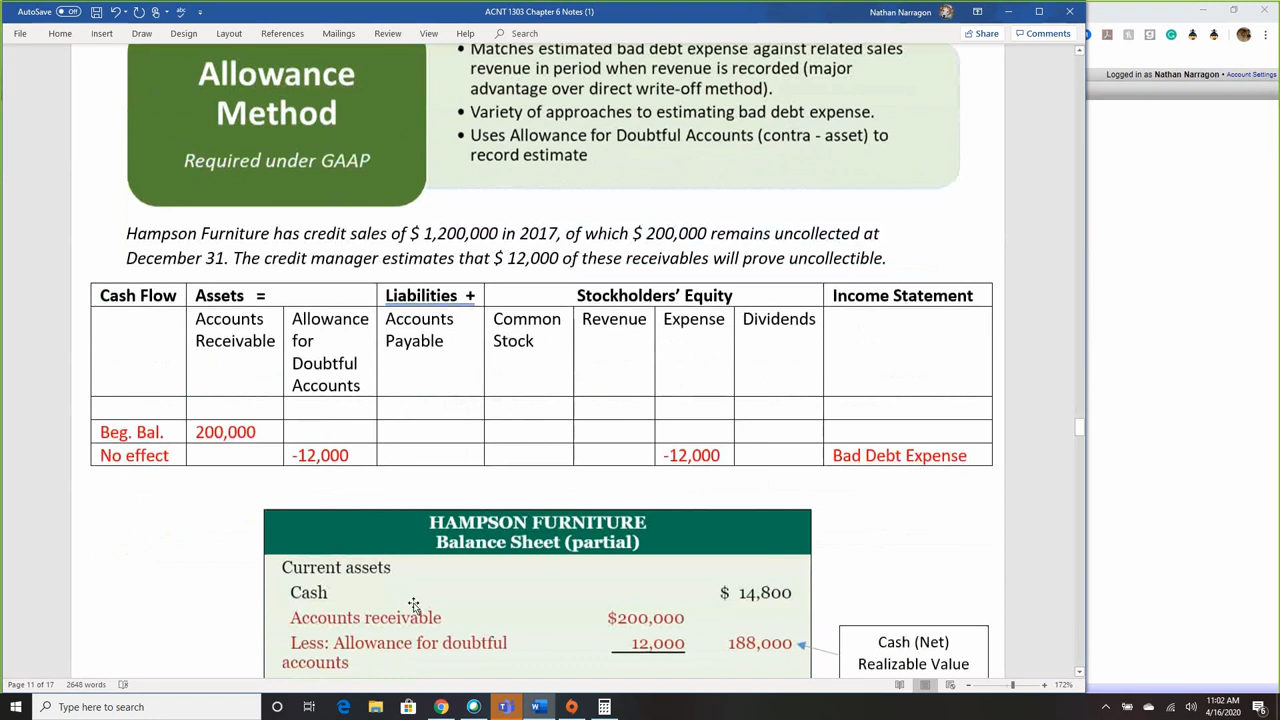 AutoSave Off
ACNT 1303 Chapter 6 Notes (1)
Nathan Narragon
File Home Insert Draw Design Layout References Mailings Review View Help Search Share Comments
Logged in as Nathan Narragon • Account Settings
Allowance
Method
Required under GAAP
• Matches estimated bad debt expense against related sales
revenue in period when revenue is recorded (major
advantage over direct write-off method).
• Variety of approaches to estimating bad debt expense.
• Uses Allowance for Doubtful Accounts (contra - asset) to
record estimate
Hampson Furniture has credit sales of $ 1,200,000 in 2017, of which $ 200,000 remains uncollected at
December 31. The credit manager estimates that $ 12,000 of these receivables will prove uncollectible.
Cash Flow Assets = Liabilities + Stockholders' Equity Income Statement
Accounts Allowance Accounts Common Revenue Expense Dividends
Receivable for Payable Stock
Doubtful
Accounts
Beg. Bal. 200,000
No effect -12,000 -12,000 Bad Debt Expense
HAMPSON FURNITURE
Balance Sheet (partial)
Current assets
Cash $ 14,800
Accounts receivable $200,000
Less: Allowance for doubtful 12,000 188,000
accounts
Cash (Net)
Realizable Value
Page 11 of 17 2648 words 172%
Type here to search
11:02 AM
4/16/2020